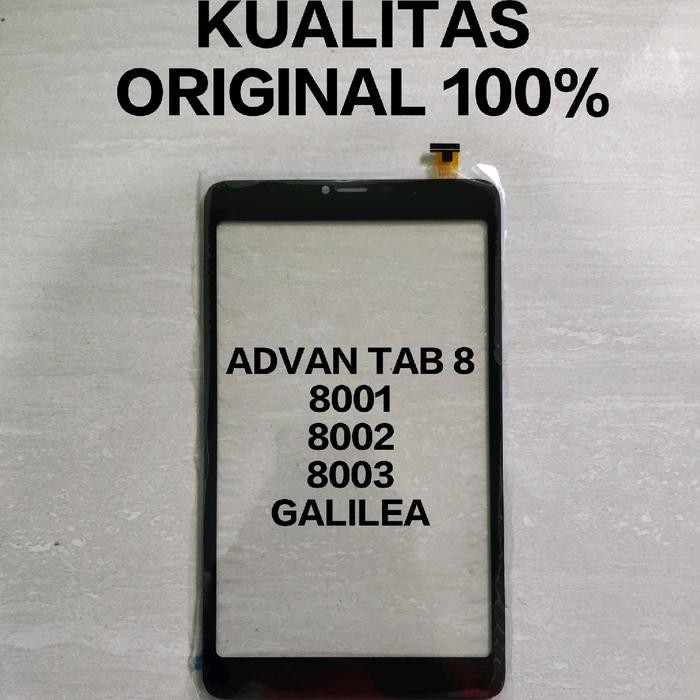 KUALITAS
ORIGINAL 100%
ADVAN TAB 8
8001
8002
8003
GALILEA